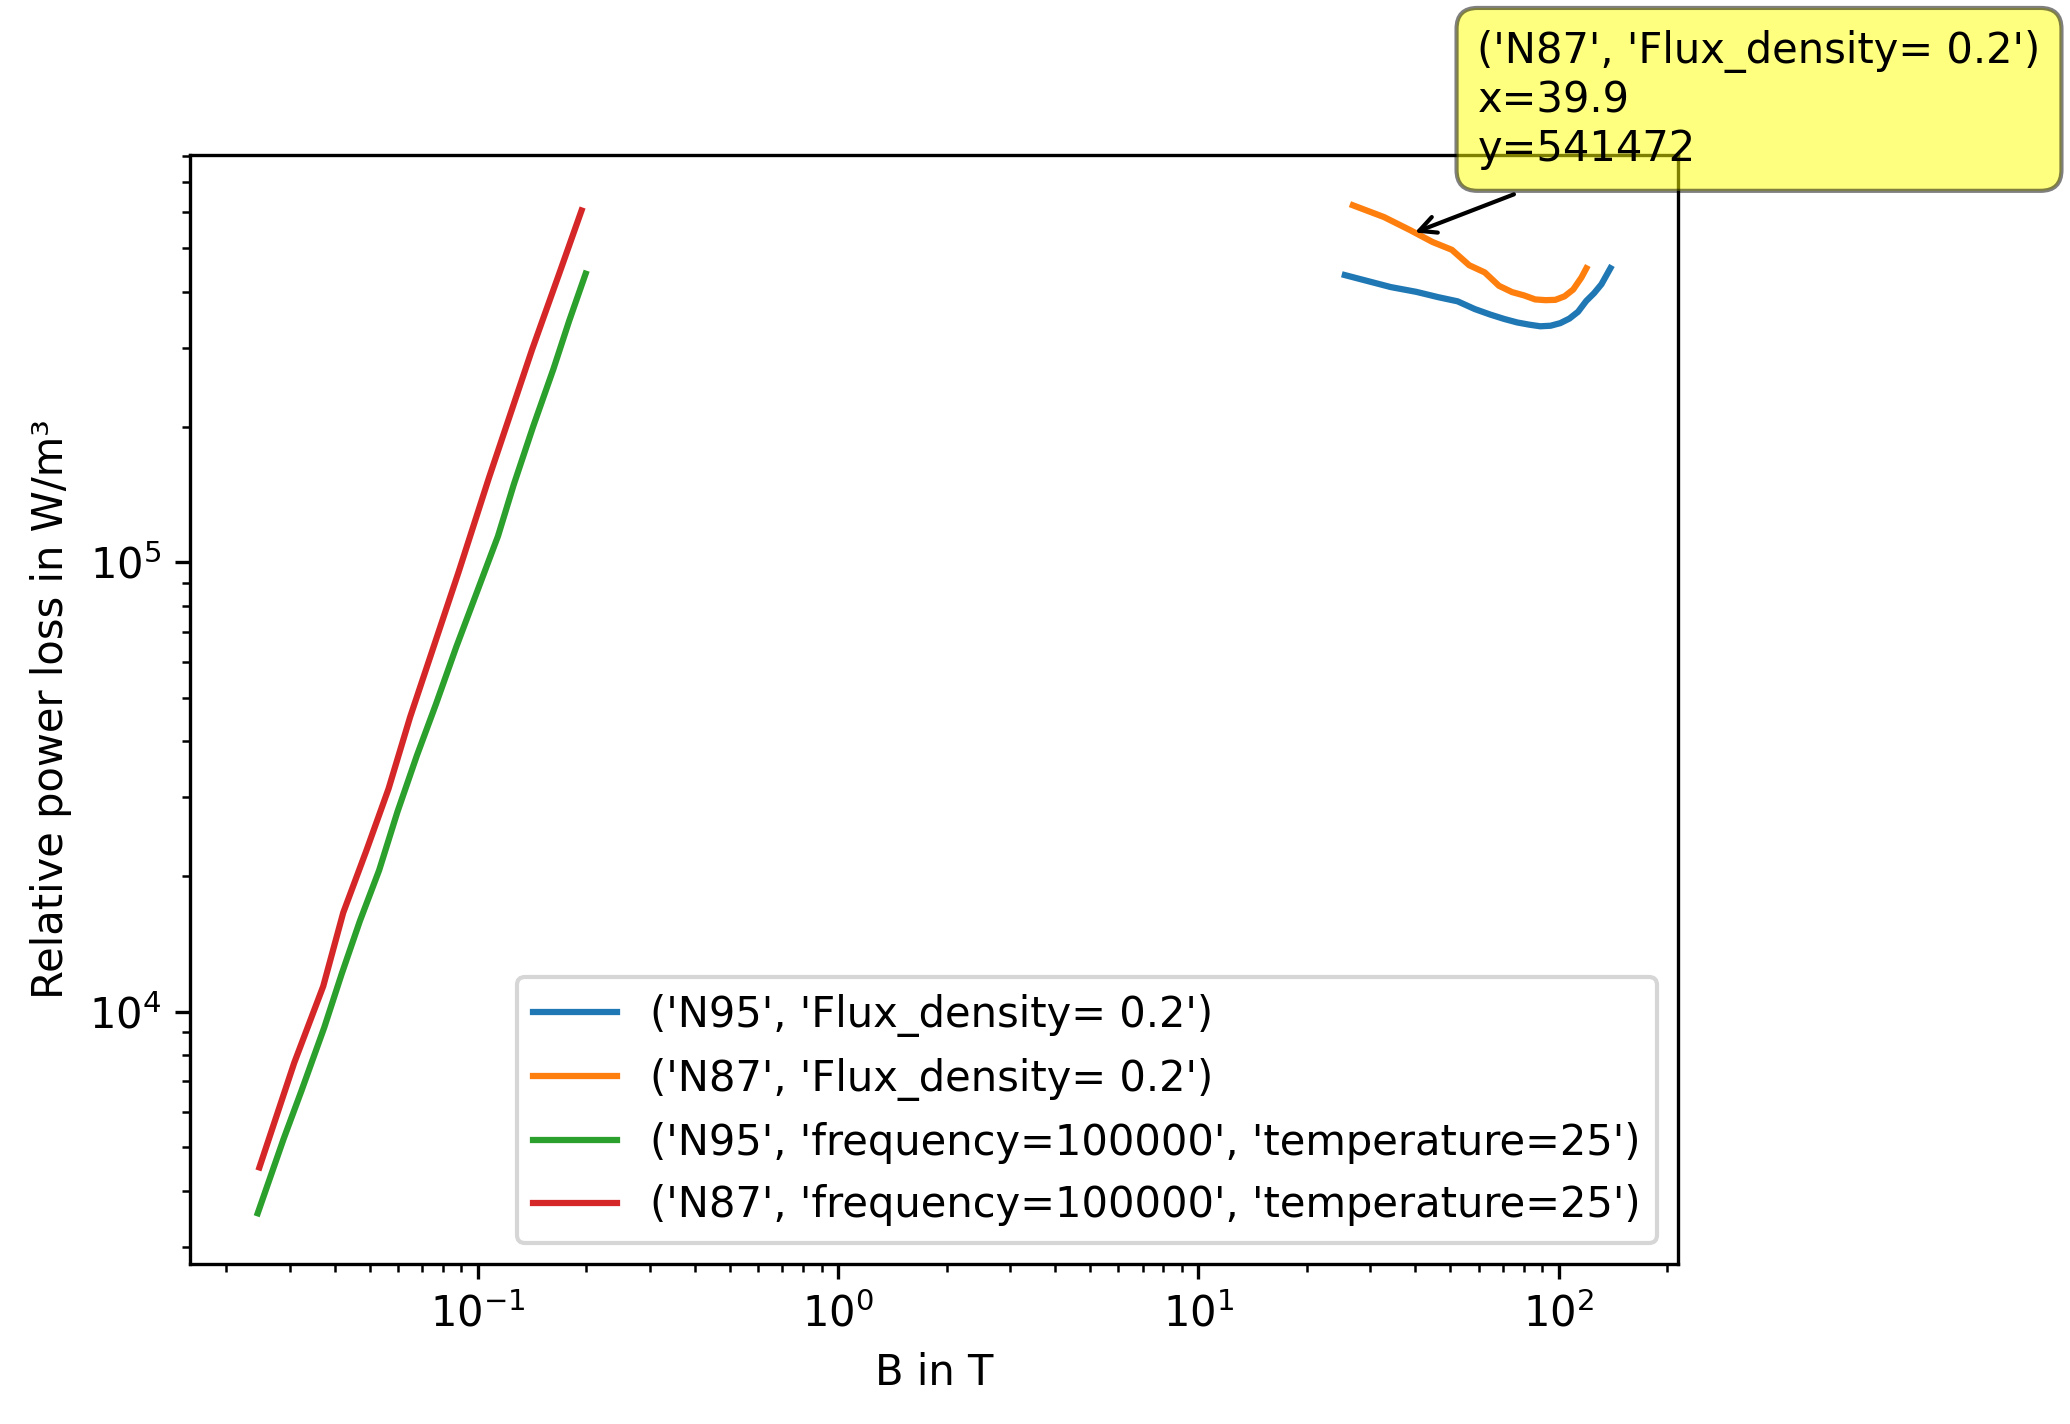 ('N87', 'Flux_density= 0.2')
x=39.9
y=541472
Relative power loss in W/m³
10⁵
10⁴
('N95', 'Flux_density= 0.2')
('N87', 'Flux_density= 0.2')
('N95', 'frequency=100000', 'temperature=25')
('N87', 'frequency=100000', 'temperature=25')
10⁻¹ 10⁰ 10¹ 10²
B in T